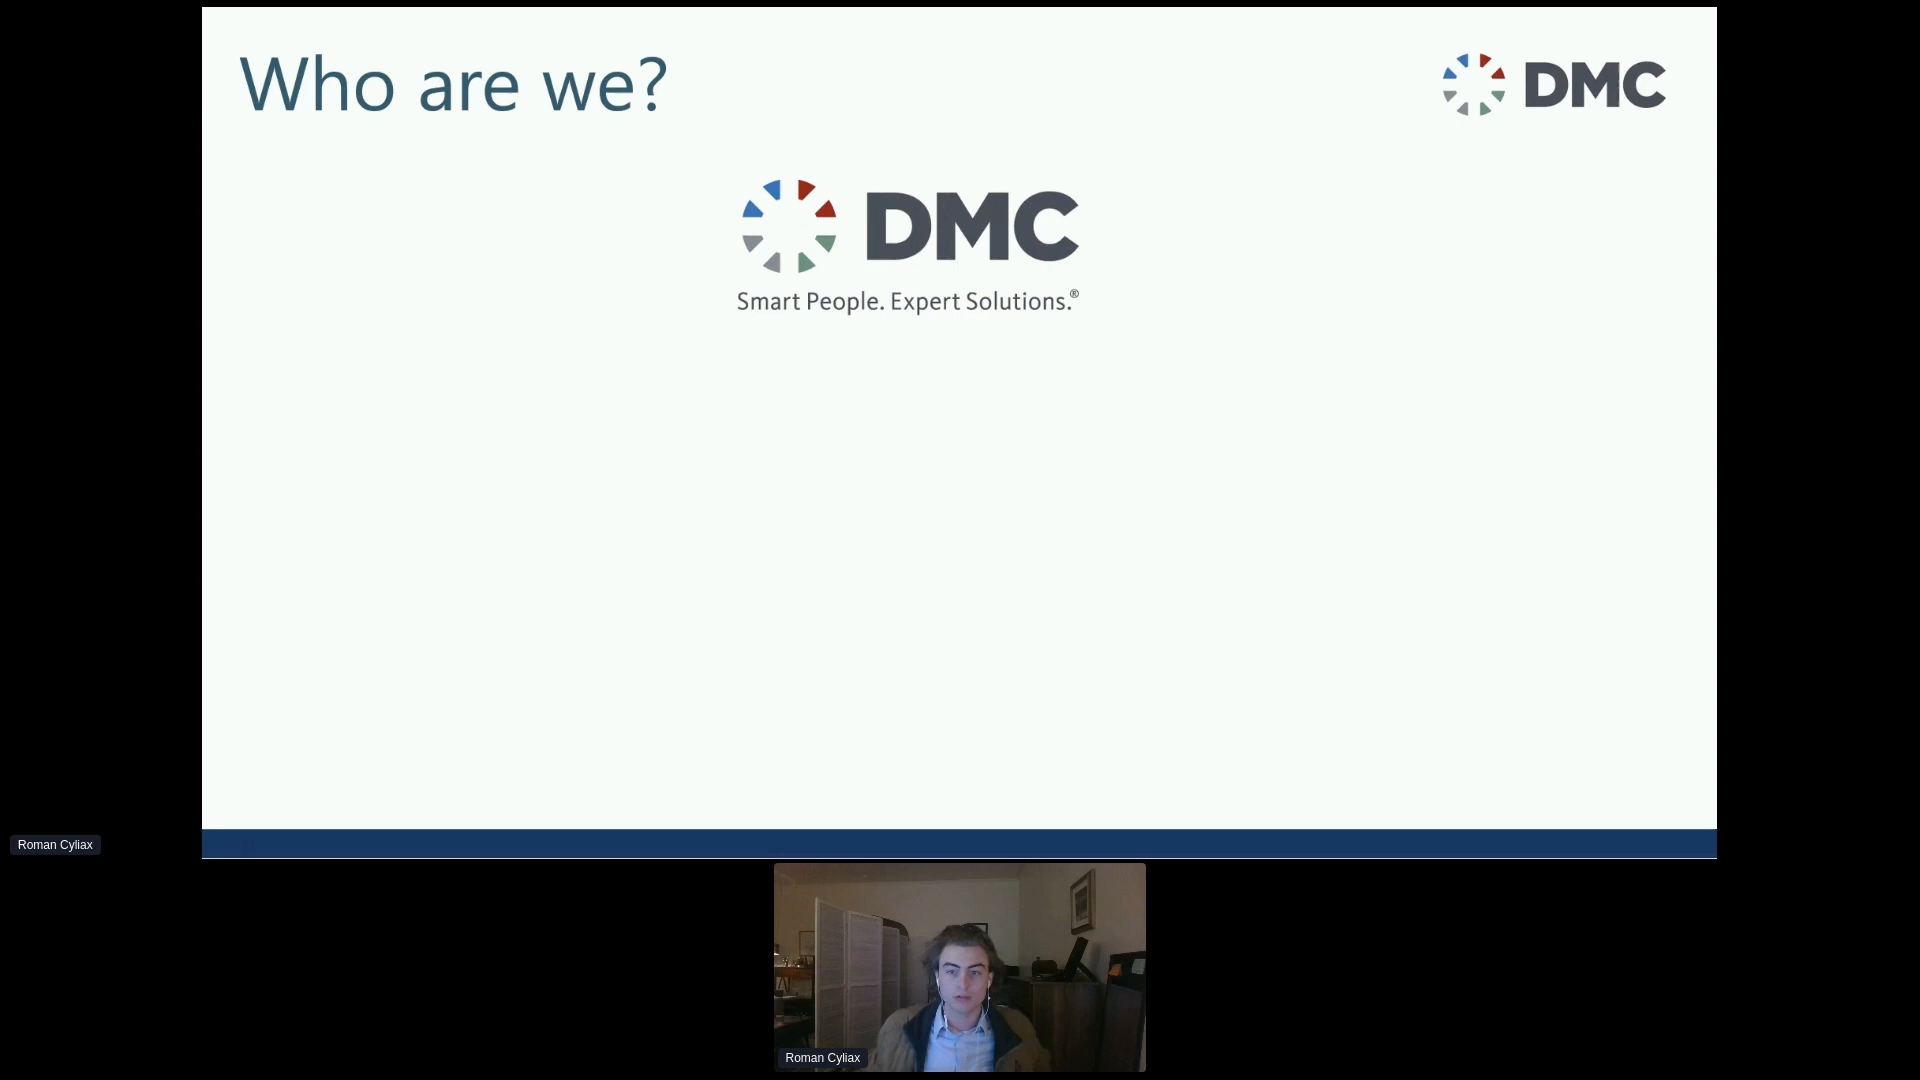 Who are we?
DMC
DMC
Smart People. Expert Solutions.®
Roman Cyliax
Roman Cyliax